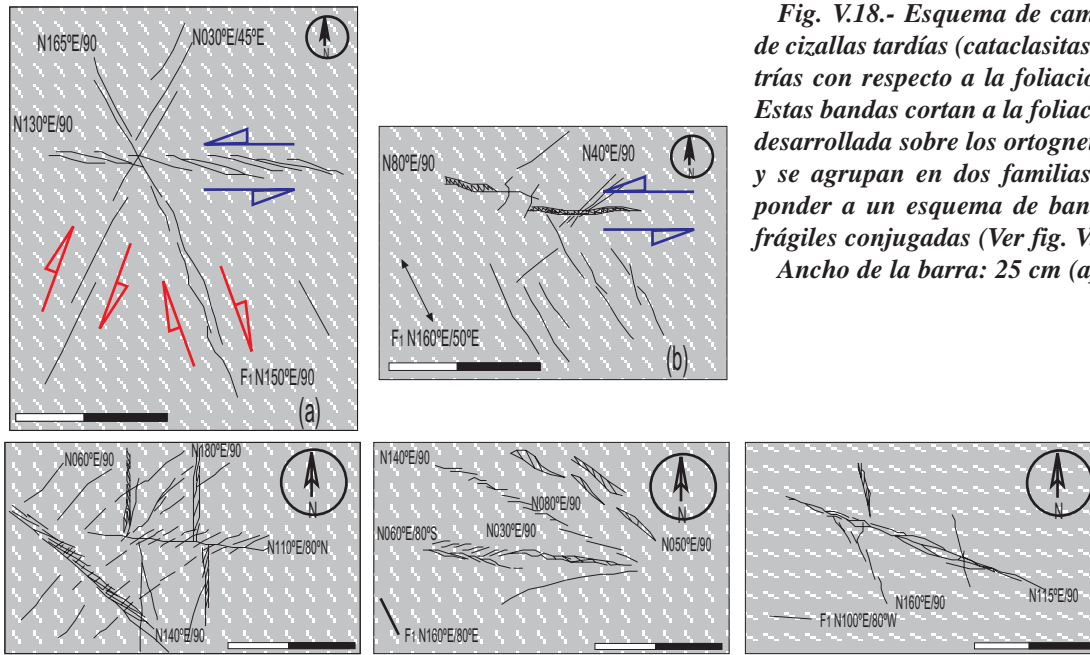 Fig. V.18.- Esquema de cam
de cizallas tardías (cataclasitas
trías con respecto a la foliació
Estas bandas cortan a la foliac
desarrollada sobre los ortogne
y se agrupan en dos familias
ponder a un esquema de ban
frágiles conjugadas (Ver fig. V
Ancho de la barra: 25 cm (a
N165ºE/90
N030ºE/45ºE
N
N130ºE/90
F1 N150ºE/90
(a)
N80ºE/90
N40ºE/90
N
F1 N160ºE/50ºE
(b)
N060ºE/90
N180ºE/90
N
N110ºE/80ºN
N140ºE/90
N140ºE/90
N
N080ºE/90
N060ºE/80ºS
N030ºE/90
N050ºE/90
F1 N160ºE/80ºE
N
N160ºE/90
N115ºE/90
F1 N100ºE/80ºW